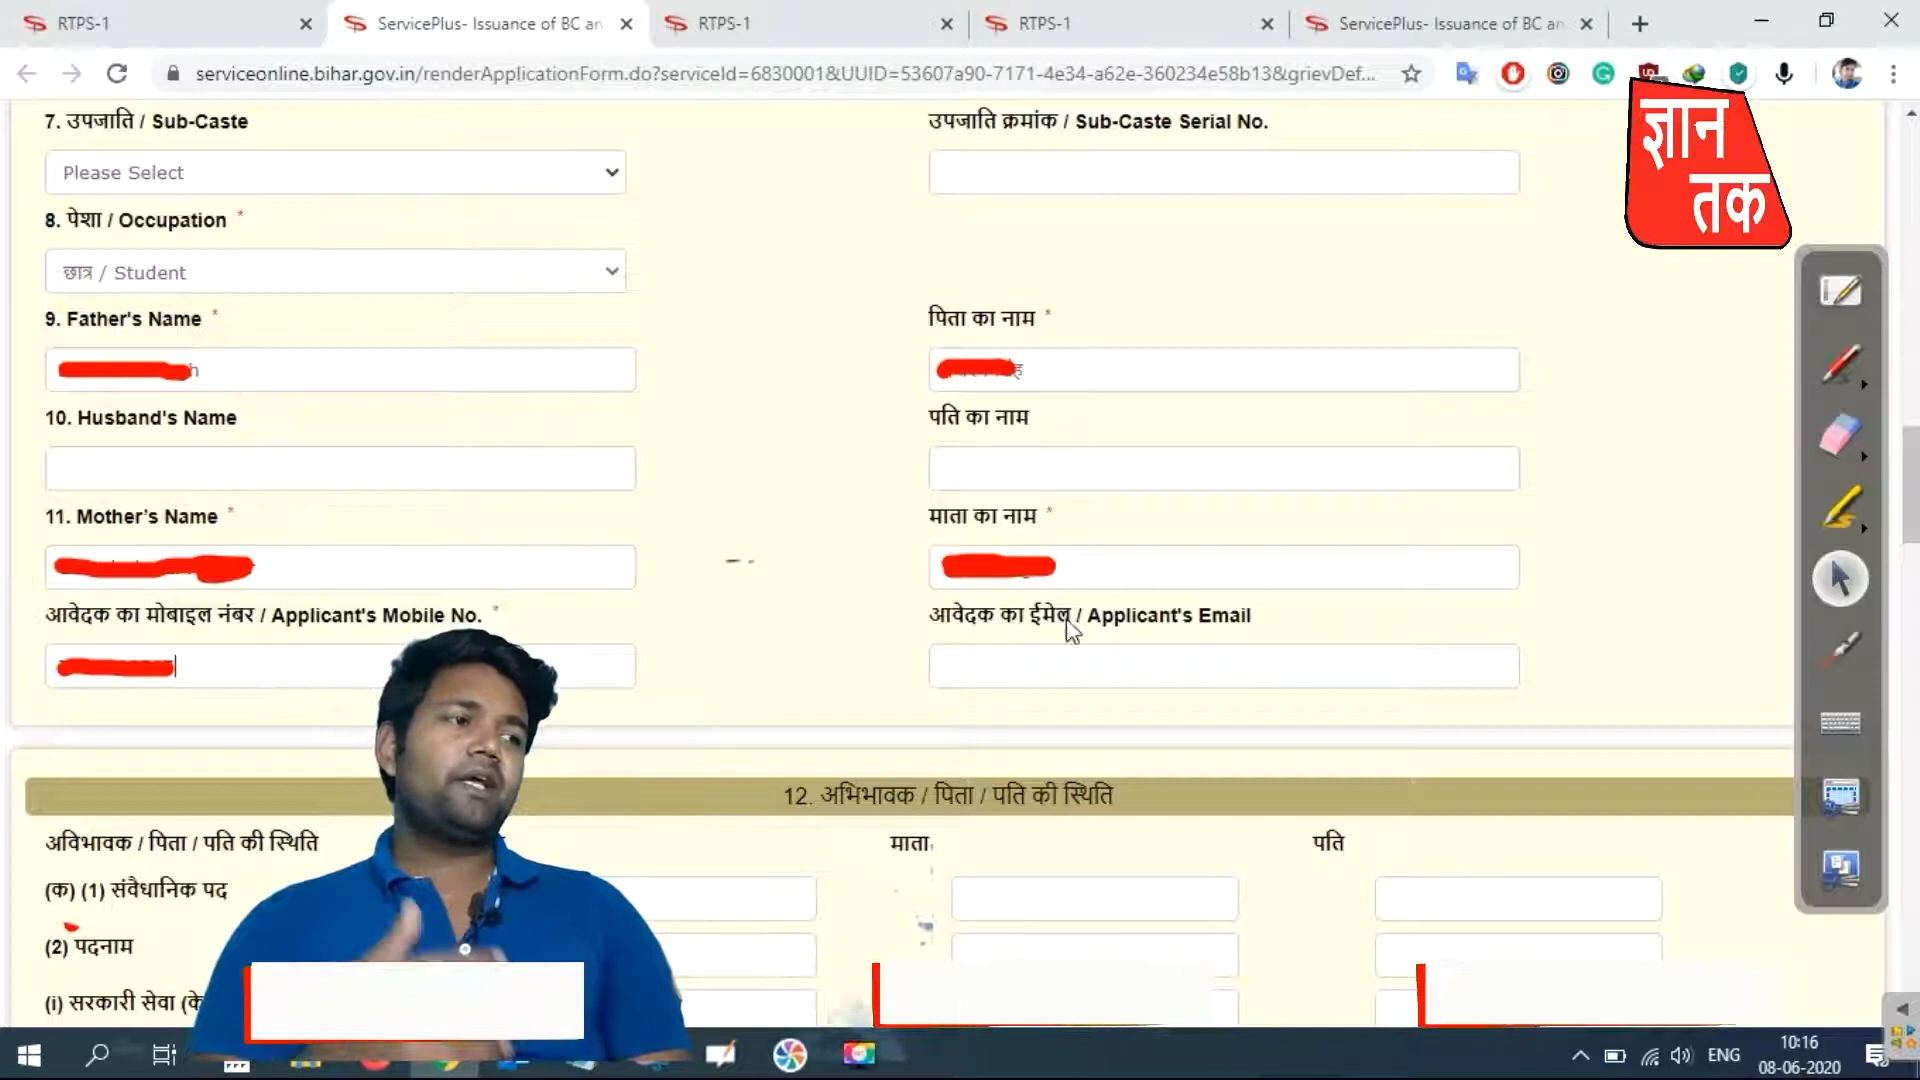 RTPS-1
ServicePlus- Issuance of BC an
RTPS-1
RTPS-1
ServicePlus- Issuance of BC an
serviceonline.bihar.gov.in/renderApplicationForm.do?serviceId=6830001&UUID=53607a90-7171-4e34-a62e-360234e58b13&grievDef...
ज्ञान
तक
7. उपजाति / Sub-Caste
उपजाति क्रमांक / Sub-Caste Serial No.
Please Select
8. पेशा / Occupation *
छात्र / Student
9. Father's Name *
पिता का नाम *
10. Husband's Name
पति का नाम
11. Mother's Name *
माता का नाम *
आवेदक का मोबाइल नंबर / Applicant's Mobile No. *
आवेदक का ईमेल / Applicant's Email
12. अभिभावक / पिता / पति की स्थिति
अविभावक / पिता / पति की स्थिति
माता
पति
(क) (1) संवैधानिक पद
(2) पदनाम
(i) सरकारी सेवा (के
ENG
10:16
08-06-2020